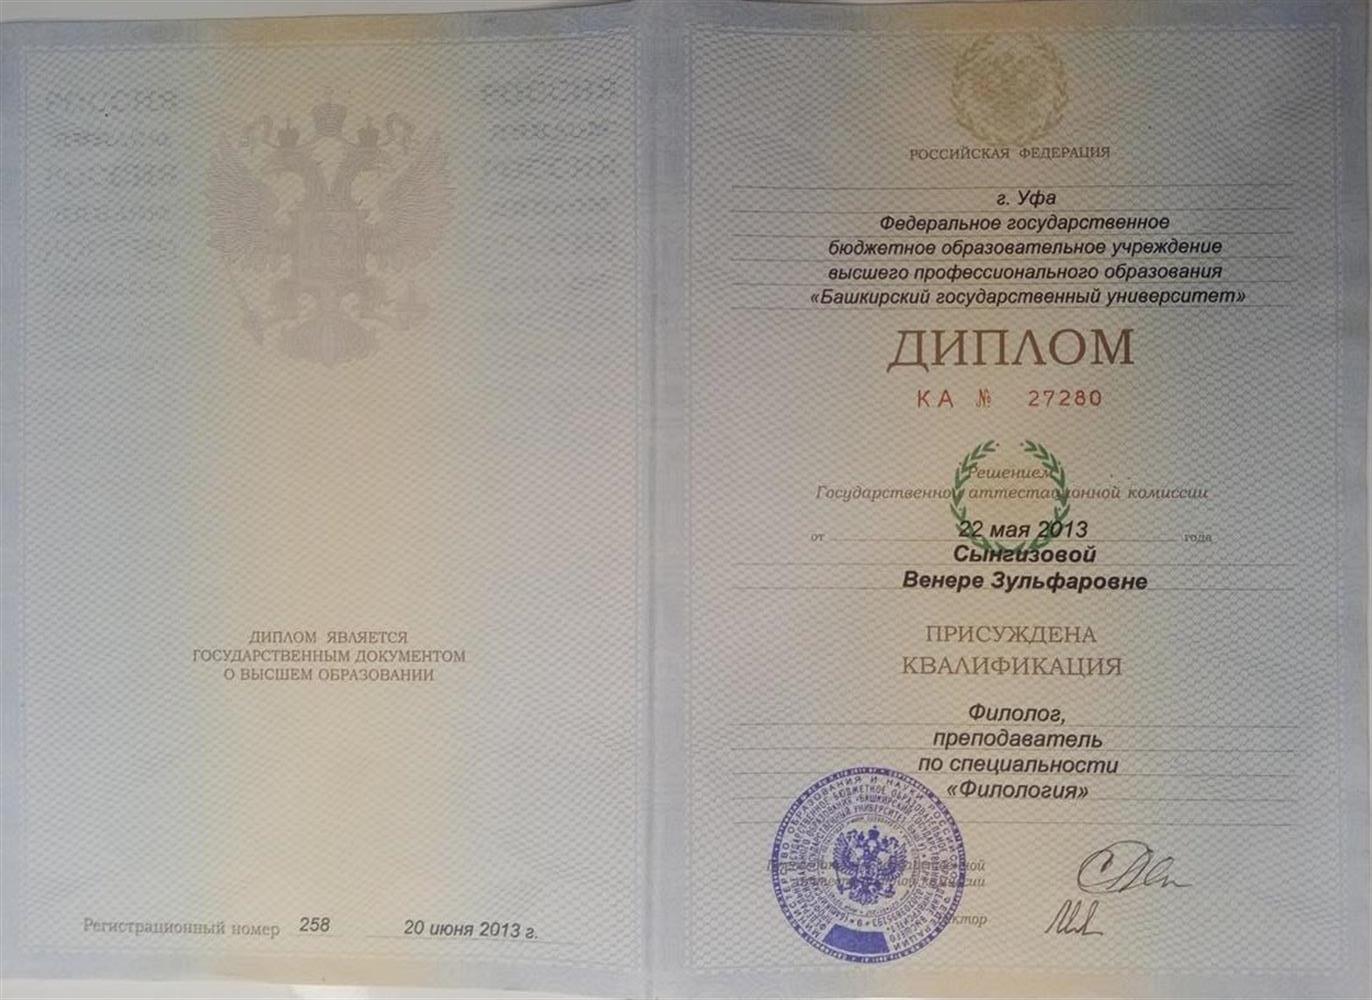 ДИПЛОМ ЯВЛЯЕТСЯ
ГОСУДАРСТВЕННЫМ ДОКУМЕНТОМ
О ВЫСШЕМ ОБРАЗОВАНИИ
Регистрационный номер 258 20 июня 2013 г.
РОССИЙСКАЯ ФЕДЕРАЦИЯ
г. Уфа
Федеральное государственное
бюджетное образовательное учреждение
высшего профессионального образования
«Башкирский государственный университет»
ДИПЛОМ
КА № 27280
Решением
Государственной аттестационной комиссии
от 22 мая 2013 года
Сынгизовой
Венере Зульфаровне
ПРИСУЖДЕНА
КВАЛИФИКАЦИЯ
Филолог,
преподаватель
по специальности
«Филология»